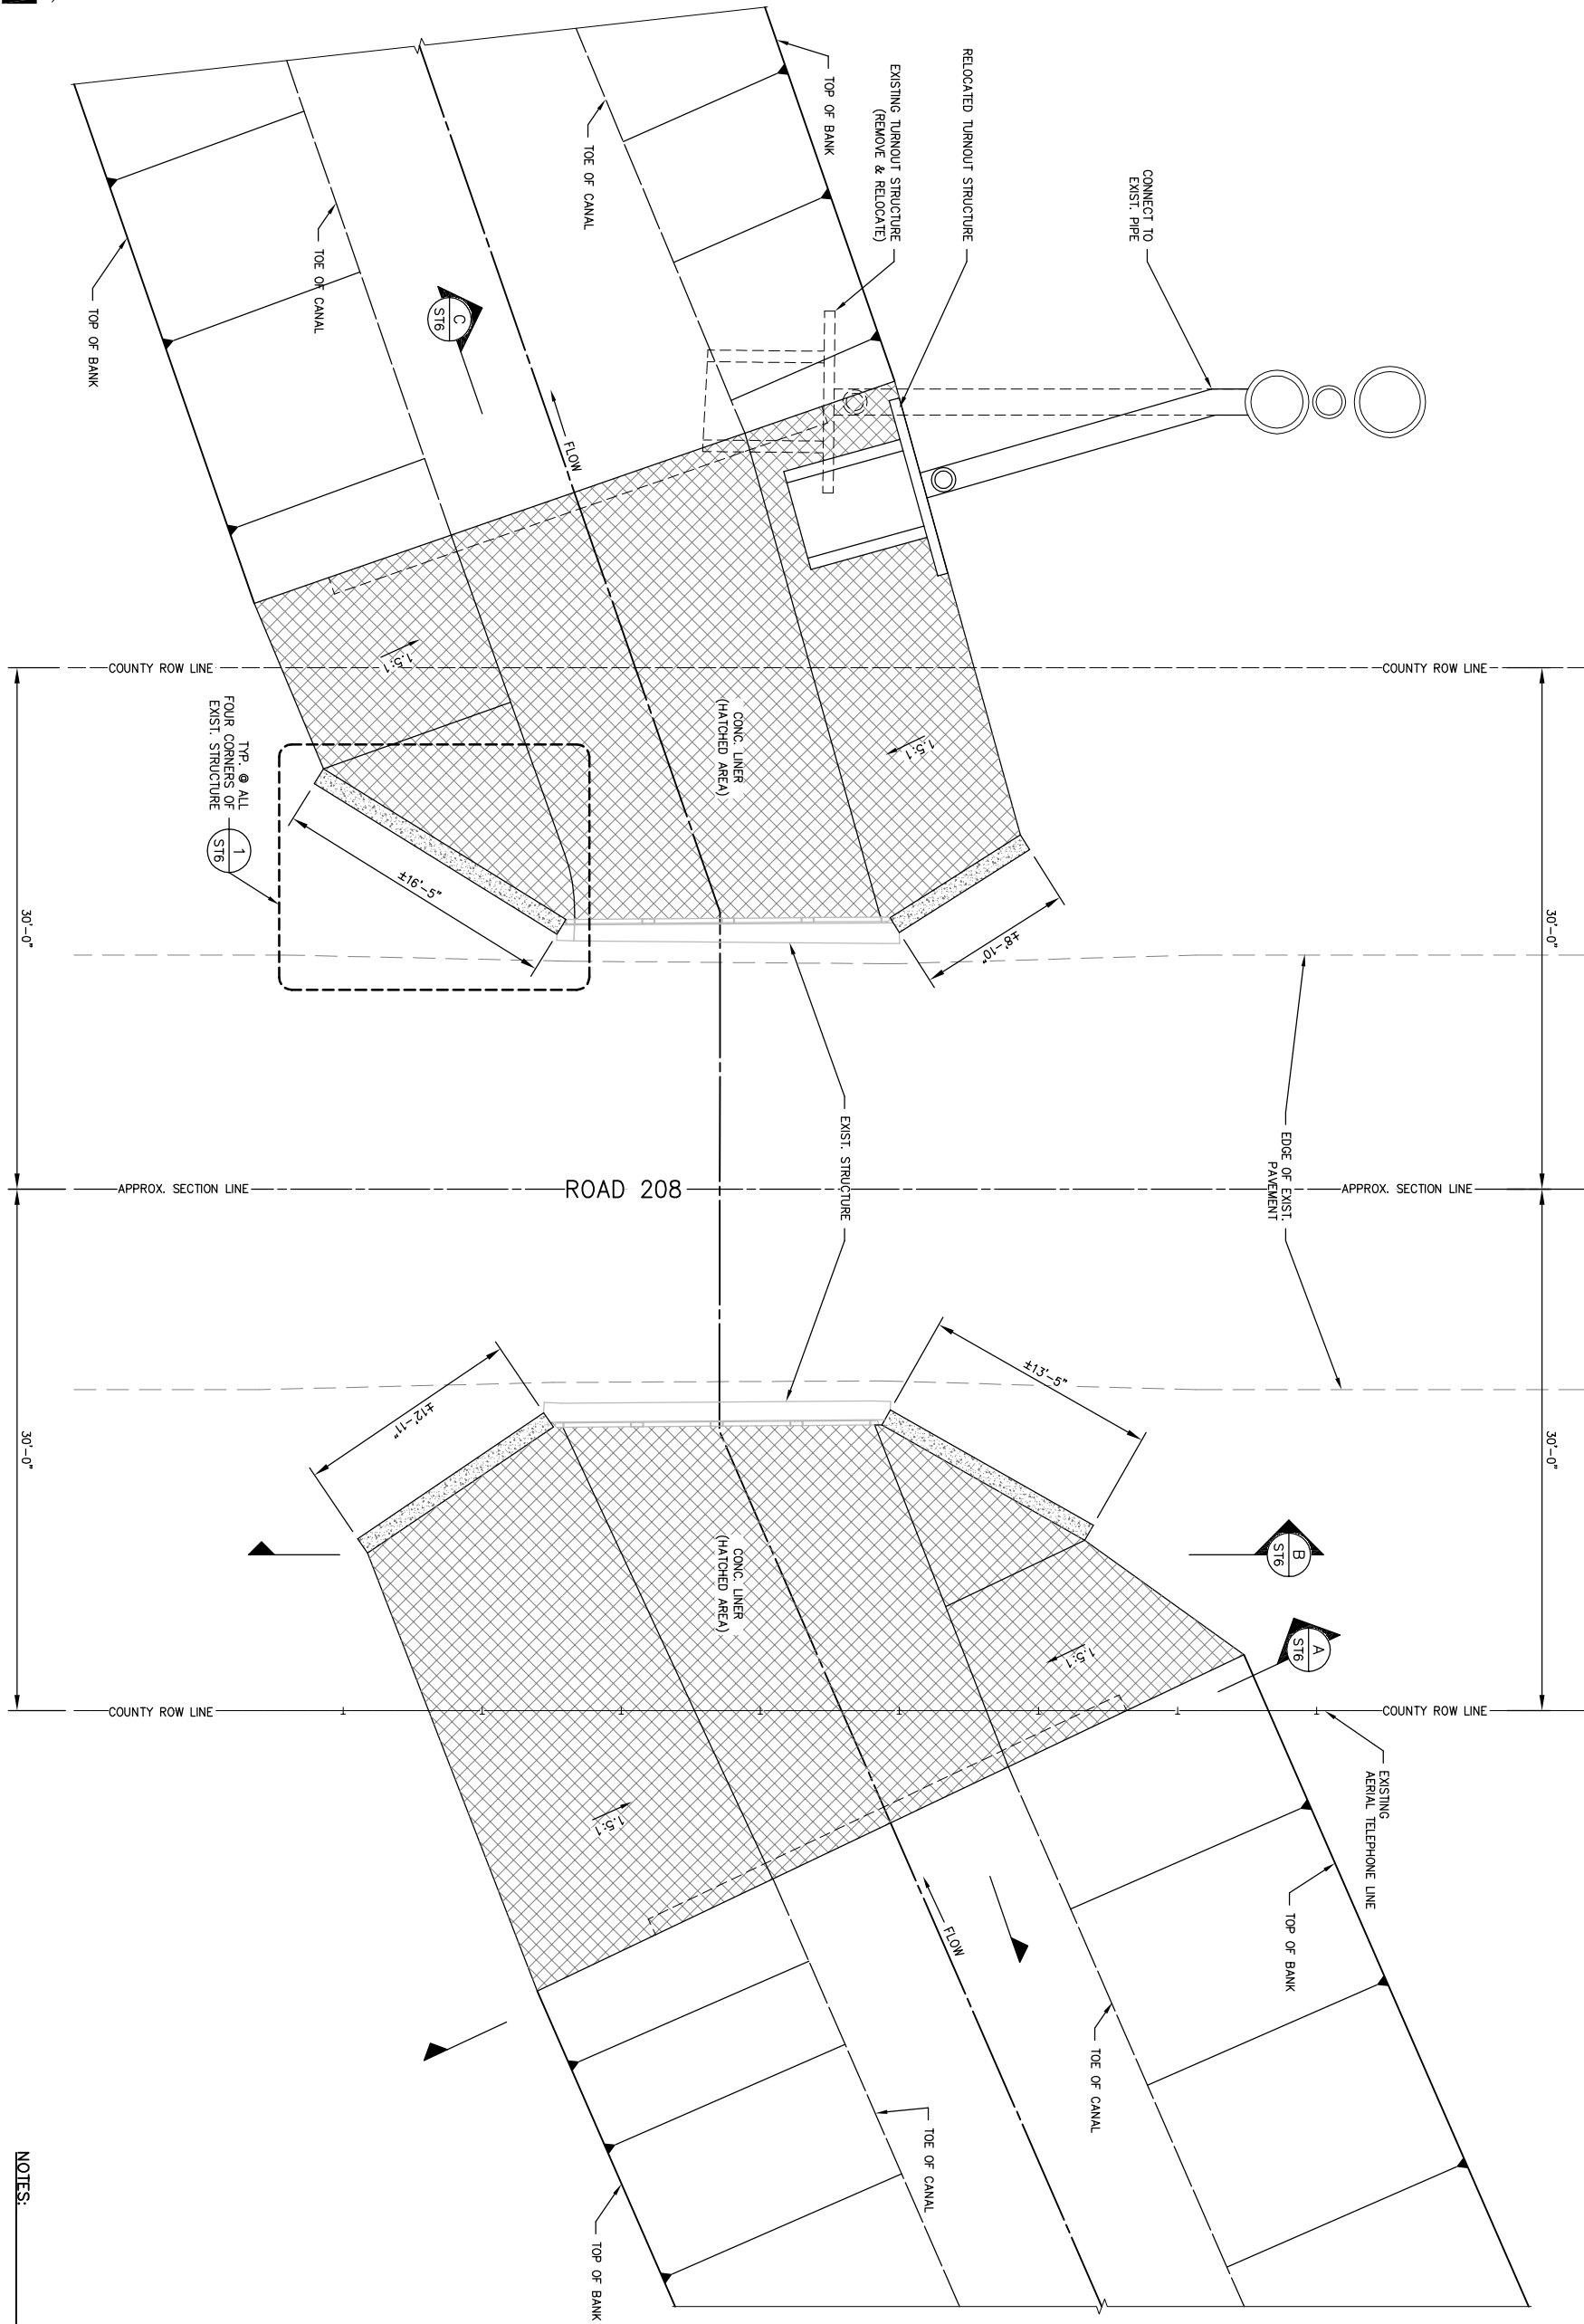 TOP OF BANK
RELOCATED TURNOUT STRUCTURE
EXISTING TURNOUT STRUCTURE
(REMOVE & RELOCATE)
TOE OF CANAL
CONNECT TO
EXIST. PIPE
TOE OF CANAL
TOP OF BANK
C
ST6
FLOW
COUNTY ROW LINE
COUNTY ROW LINE
1.5:1
1.5:1
CONC. LINER
(HATCHED AREA)
TYP. @ ALL
FOUR CORNERS OF
EXIST. STRUCTURE
1
ST6
±16'-5"
±8'-10"
30'-0"
30'-0"
EXIST. STRUCTURE
EDGE OF EXIST.
PAVEMENT
APPROX. SECTION LINE
ROAD 208
APPROX. SECTION LINE
±12'-11"
±13'-5"
30'-0"
30'-0"
CONC. LINER
(HATCHED AREA)
B
ST6
A
ST6
1.5:1
COUNTY ROW LINE
T
T
T
T
T
T
T
T
COUNTY ROW LINE
EXISTING
AERIAL TELEPHONE LINE
1.5:1
FLOW
TOP OF BANK
TOE OF CANAL
TOE OF CANAL
TOP OF BANK
NOTES: